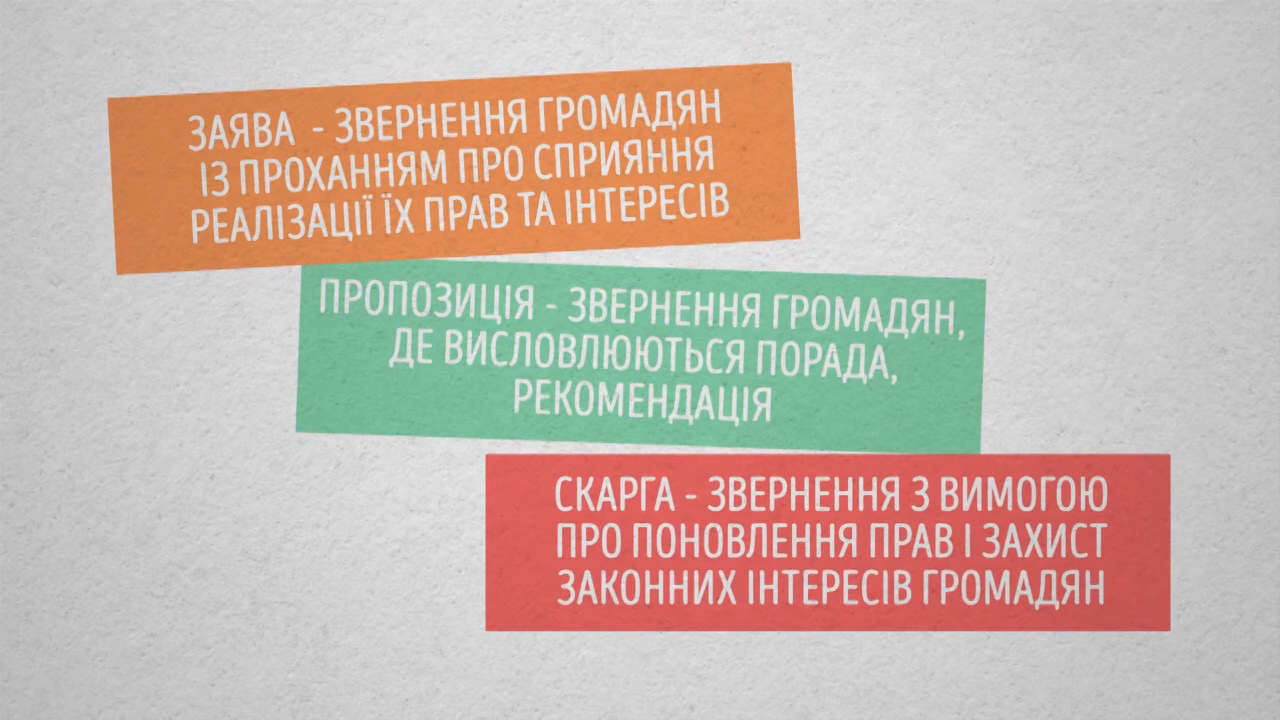 ЗАЯВА - ЗВЕРНЕННЯ ГРОМАДЯН
ІЗ ПРОХАННЯМ ПРО СПРИЯННЯ
РЕАЛІЗАЦІЇ ЇХ ПРАВ ТА ІНТЕРЕСІВ
ПРОПОЗИЦІЯ - ЗВЕРНЕННЯ ГРОМАДЯН,
ДЕ ВИСЛОВЛЮЮТЬСЯ ПОРАДА,
РЕКОМЕНДАЦІЯ
СКАРГА - ЗВЕРНЕННЯ З ВИМОГОЮ
ПРО ПОНОВЛЕННЯ ПРАВ І ЗАХИСТ
ЗАКОННИХ ІНТЕРЕСІВ ГРОМАДЯН